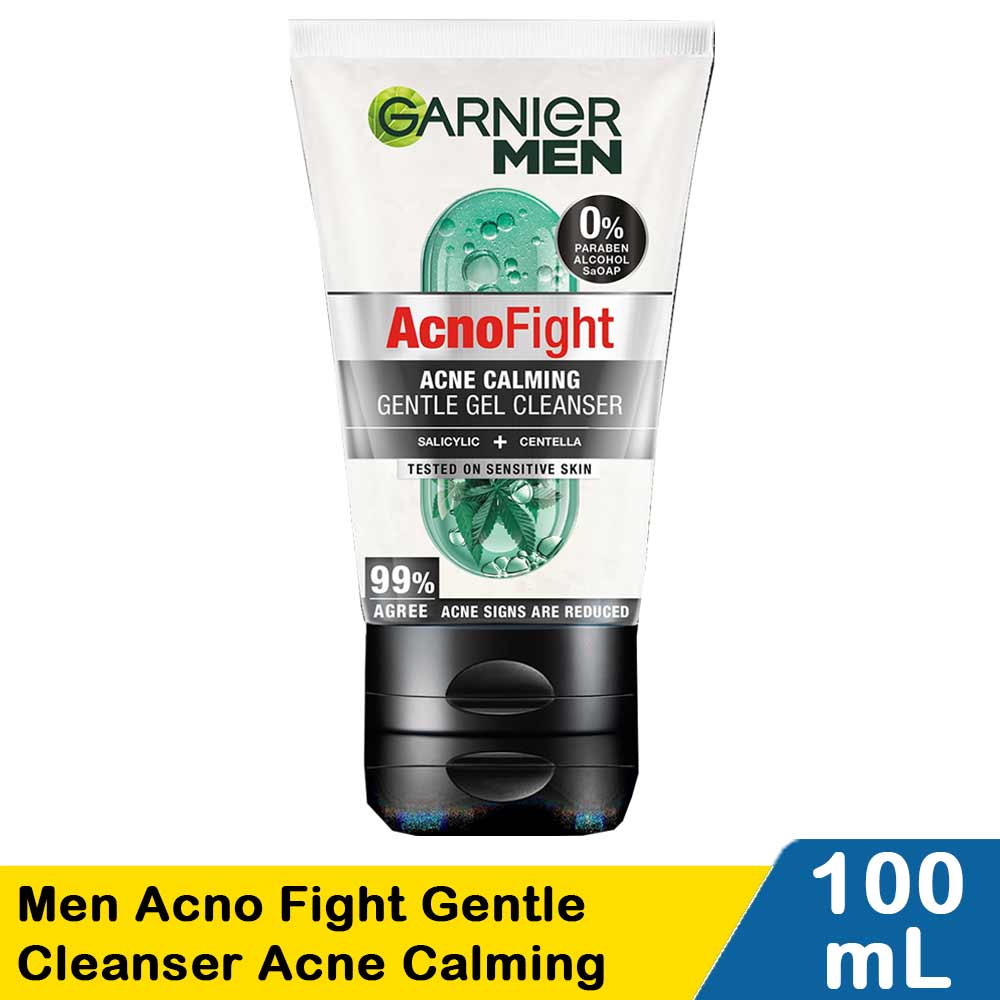 GARNIER
MEN
0%
PARABEN
ALCOHOL
SaOAP
AcnoFight
ACNE CALMING
GENTLE GEL CLEANSER
SALICYLIC + CENTELLA
TESTED ON SENSITIVE SKIN
99%
AGREE ACNE SIGNS ARE REDUCED
Men Acno Fight Gentle
Cleanser Acne Calming
100
mL